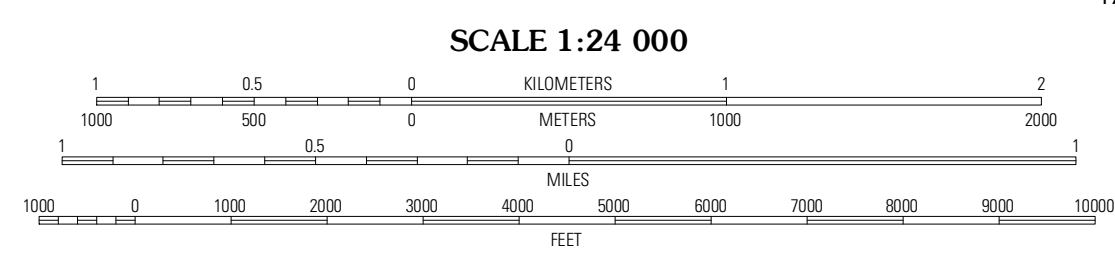 SCALE 1:24 000
1 0.5 0 KILOMETERS 1 2
1000 500 0 METERS 1000 2000
1 0.5 0 1
MILES
1000 0 1000 2000 3000 4000 5000 6000 7000 8000 9000 10000
FEET